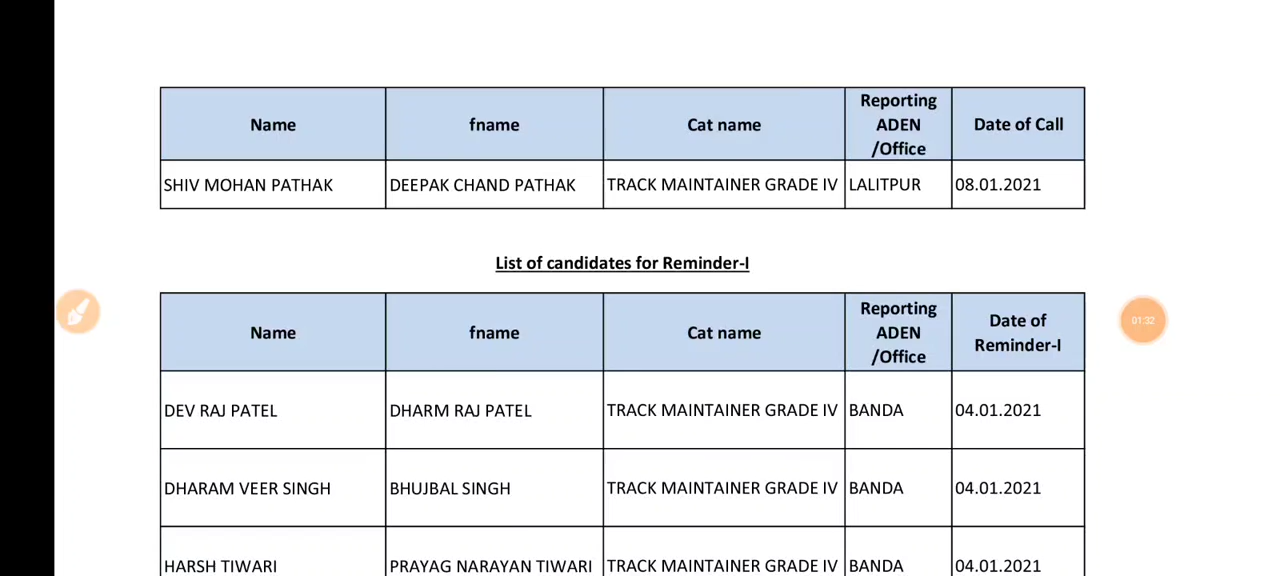 Name fname Cat name Reporting ADEN /Office Date of Call
SHIV MOHAN PATHAK DEEPAK CHAND PATHAK TRACK MAINTAINER GRADE IV LALITPUR 08.01.2021
List of candidates for Reminder-I
Name fname Cat name Reporting ADEN /Office Date of Reminder-I
DEV RAJ PATEL DHARM RAJ PATEL TRACK MAINTAINER GRADE IV BANDA 04.01.2021
01:32
DHARAM VEER SINGH BHUJBAL SINGH TRACK MAINTAINER GRADE IV BANDA 04.01.2021
HARSH TIWARI PRAYAG NARAYAN TIWARI TRACK MAINTAINER GRADE IV BANDA 04.01.2021